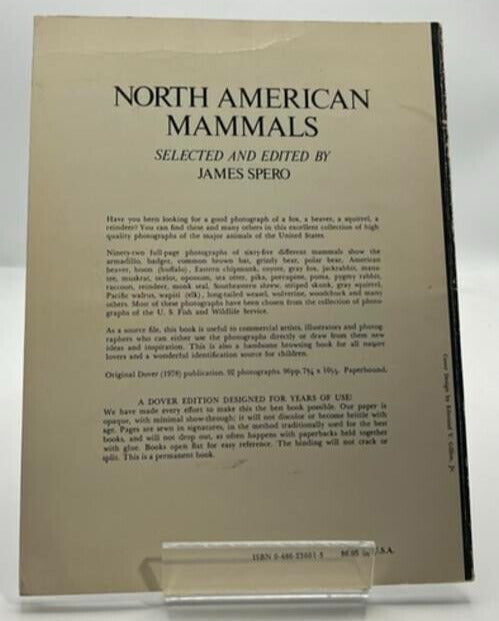 NORTH AMERICAN
MAMMALS
SELECTED AND EDITED BY
JAMES SPERO
Have you been looking for a good photograph of a fox, a beaver, a squirrel, a
reindeer? You can find these and many others in this excellent collection of high
quality photographs of the major animals of the United States.
Ninety-two full-page photographs of sixty-five different mammals show the
armadillo, badger, common brown bat, grizzly bear, polar bear, American
beaver, bison (buffalo), Eastern chipmunk, coyote, gray fox, jackrabbit, mana-
tee, muskrat, ocelot, opossum, sea otter, pika, porcupine, puma, pygmy rabbit,
raccoon, reindeer, monk seal, Southeastern shrew, striped skunk, gray squirrel,
Pacific walrus, wapiti (elk), long-tailed weasel, wolverine, woodchuck and many
others. Most of these photographs have been chosen from the collection of photo-
graphs of the U. S. Fish and Wildlife Service.
As a source file, this book is useful to commercial artists, illustrators and photog-
raphers who can either use the photographs directly or draw from them new
ideas and inspiration. This is also a handsome browsing book for all nature
lovers and a wonderful identification source for children.
Original Dover (1978) publication. 92 photographs. 96pp. Paperbound.
A DOVER EDITION DESIGNED FOR YEARS OF USE!
We have made every effort to make this the best book possible. Our paper is
opaque, with minimal show-through; it will not discolor or become brittle with
age. Pages are sewn in signatures, in the method traditionally used for the best
books, and will not drop out, as often happens with paperbacks held together
with glue. Books open flat for easy reference. The binding will not crack or
split. This is a permanent book.
Cover Design by Edmund V. Gillon, Jr.
ISBN $6.95 in U.S.A.